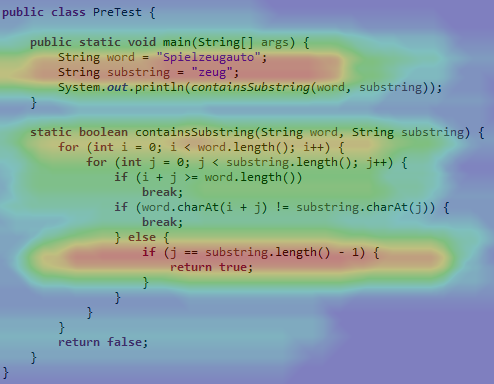 public class PreTest {
public static void main(String[] args) {
String word = "Spielzeugauto";
String substring = "zeug";
System.out.println(containsSubstring(word, substring));
}
static boolean containsSubstring(String word, String substring) {
for (int i = 0; i < word.length(); i++) {
for (int j = 0; j < substring.length(); j++) {
if (i + j >= word.length())
break;
if (word.charAt(i + j) != substring.charAt(j)) {
break;
} else {
if (j == substring.length() - 1) {
return true;
}
}
}
}
return false;
}
}